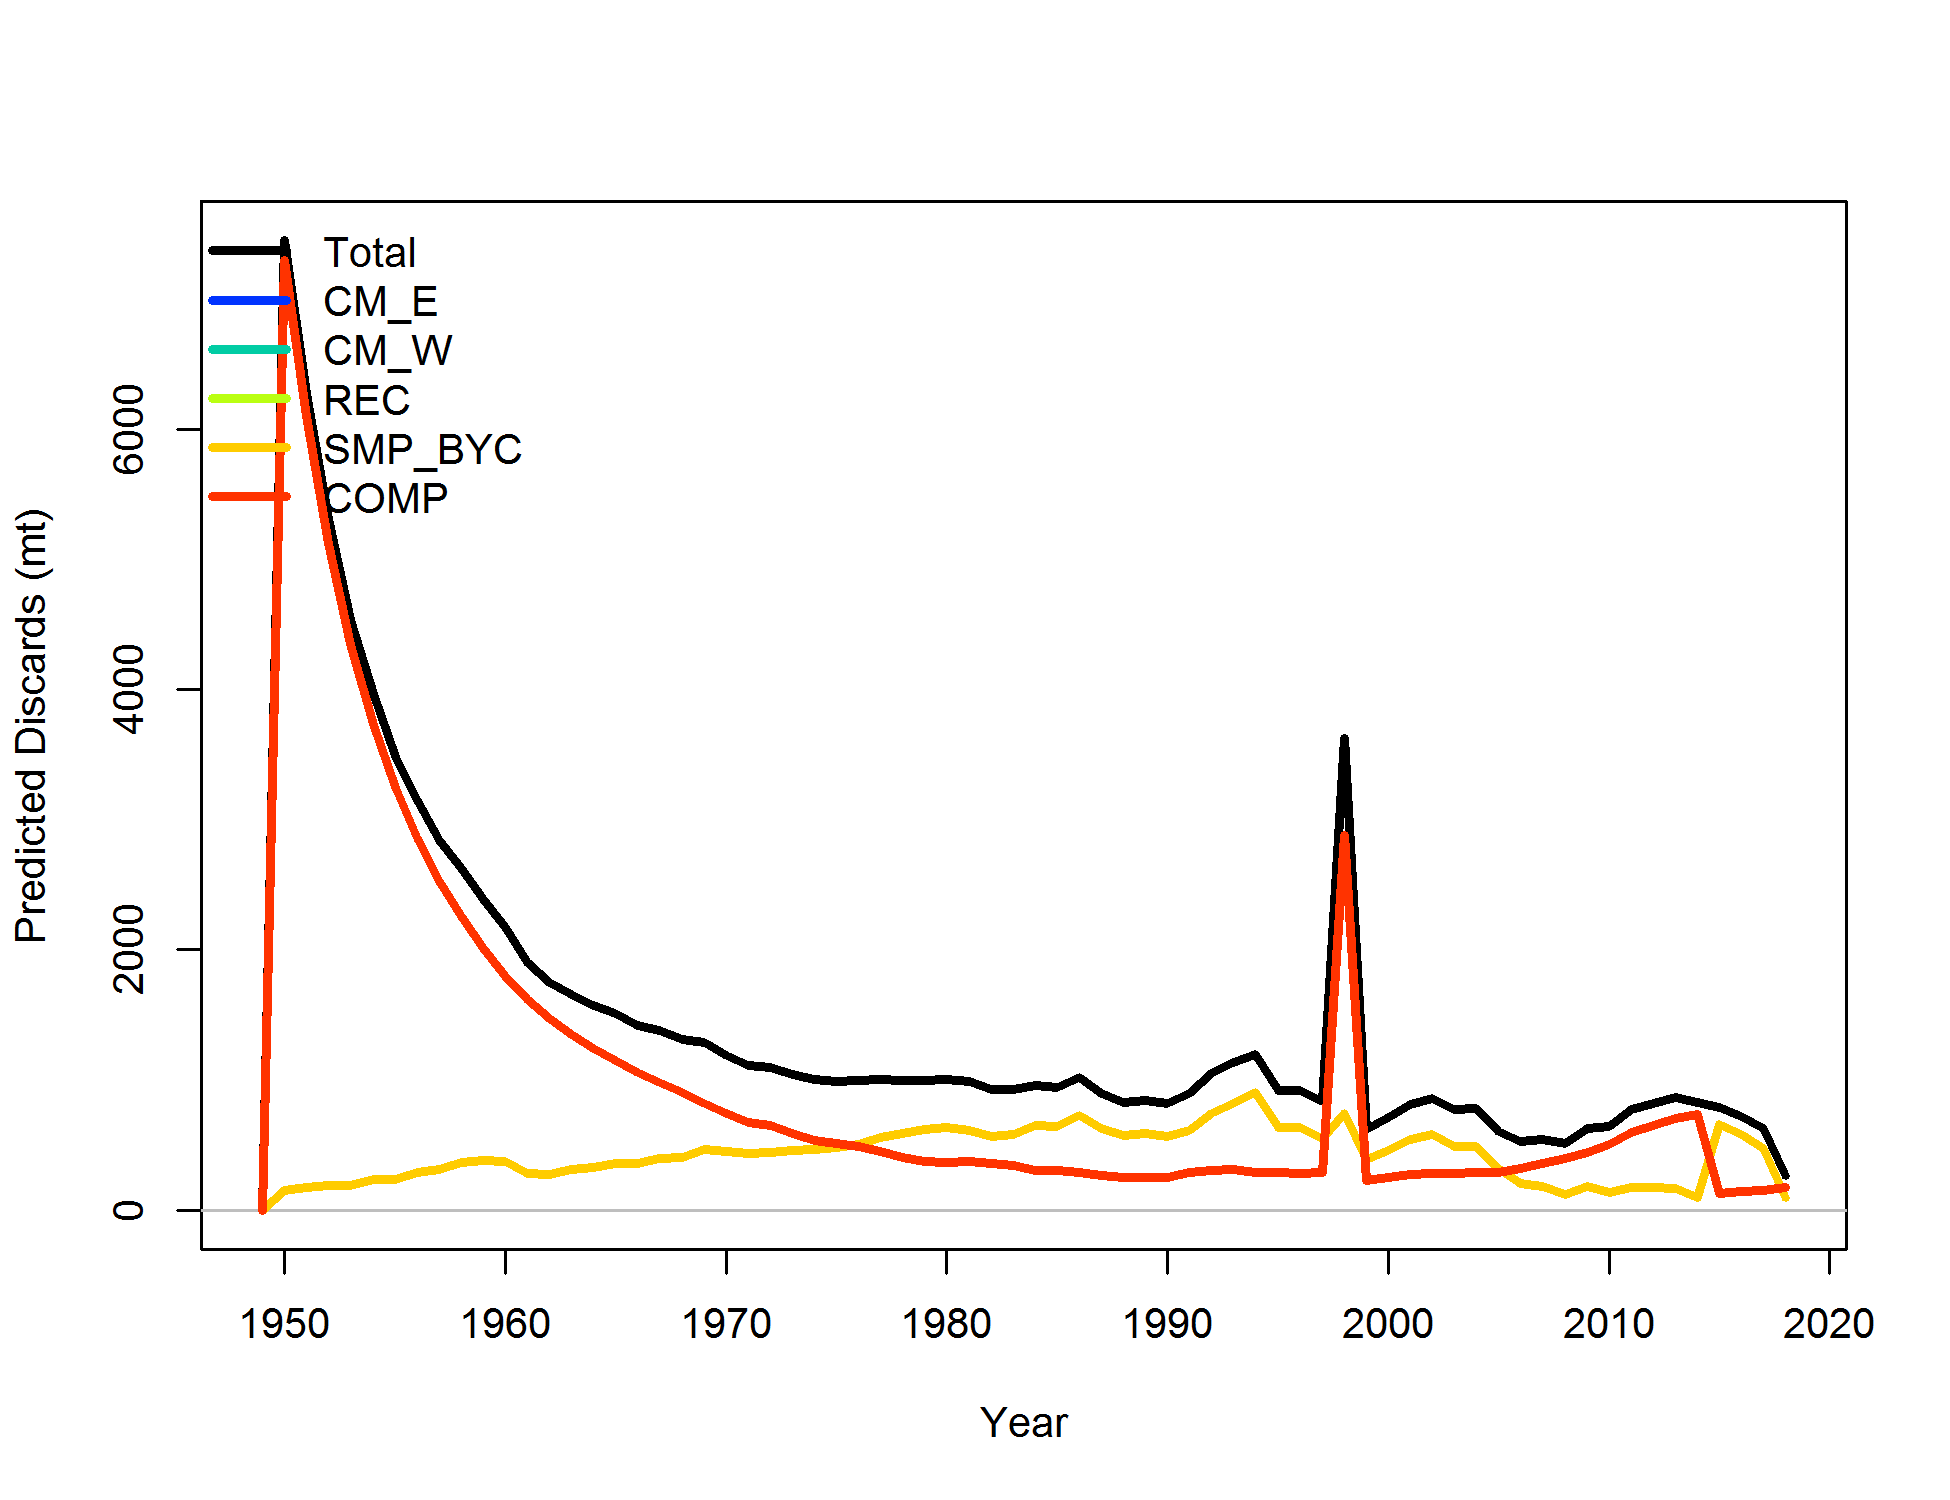 Total
CM_E
CM_W
REC
SMP_BYC
COMP
Predicted Discards (mt)
6000
4000
2000
0
1950 1960 1970 1980 1990 2000 2010 2020
Year